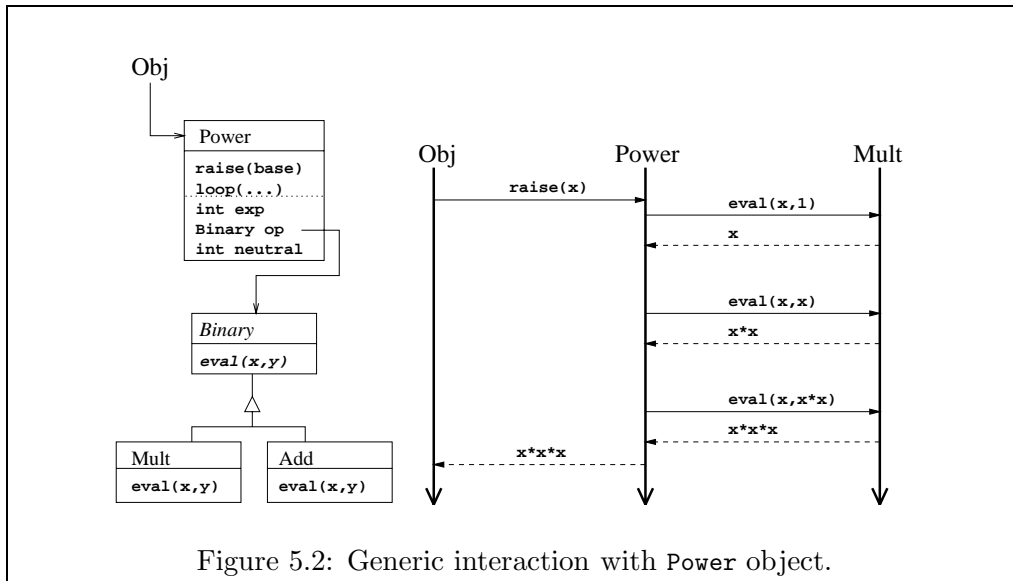 Obj
Power
raise(base)
loop(...)
int exp
Binary op
int neutral
Binary
eval(x,y)
Mult
eval(x,y)
Add
eval(x,y)
Obj
Power
Mult
raise(x)
eval(x,1)
x
eval(x,x)
x*x
eval(x,x*x)
x*x*x
x*x*x
Figure 5.2: Generic interaction with Power object.